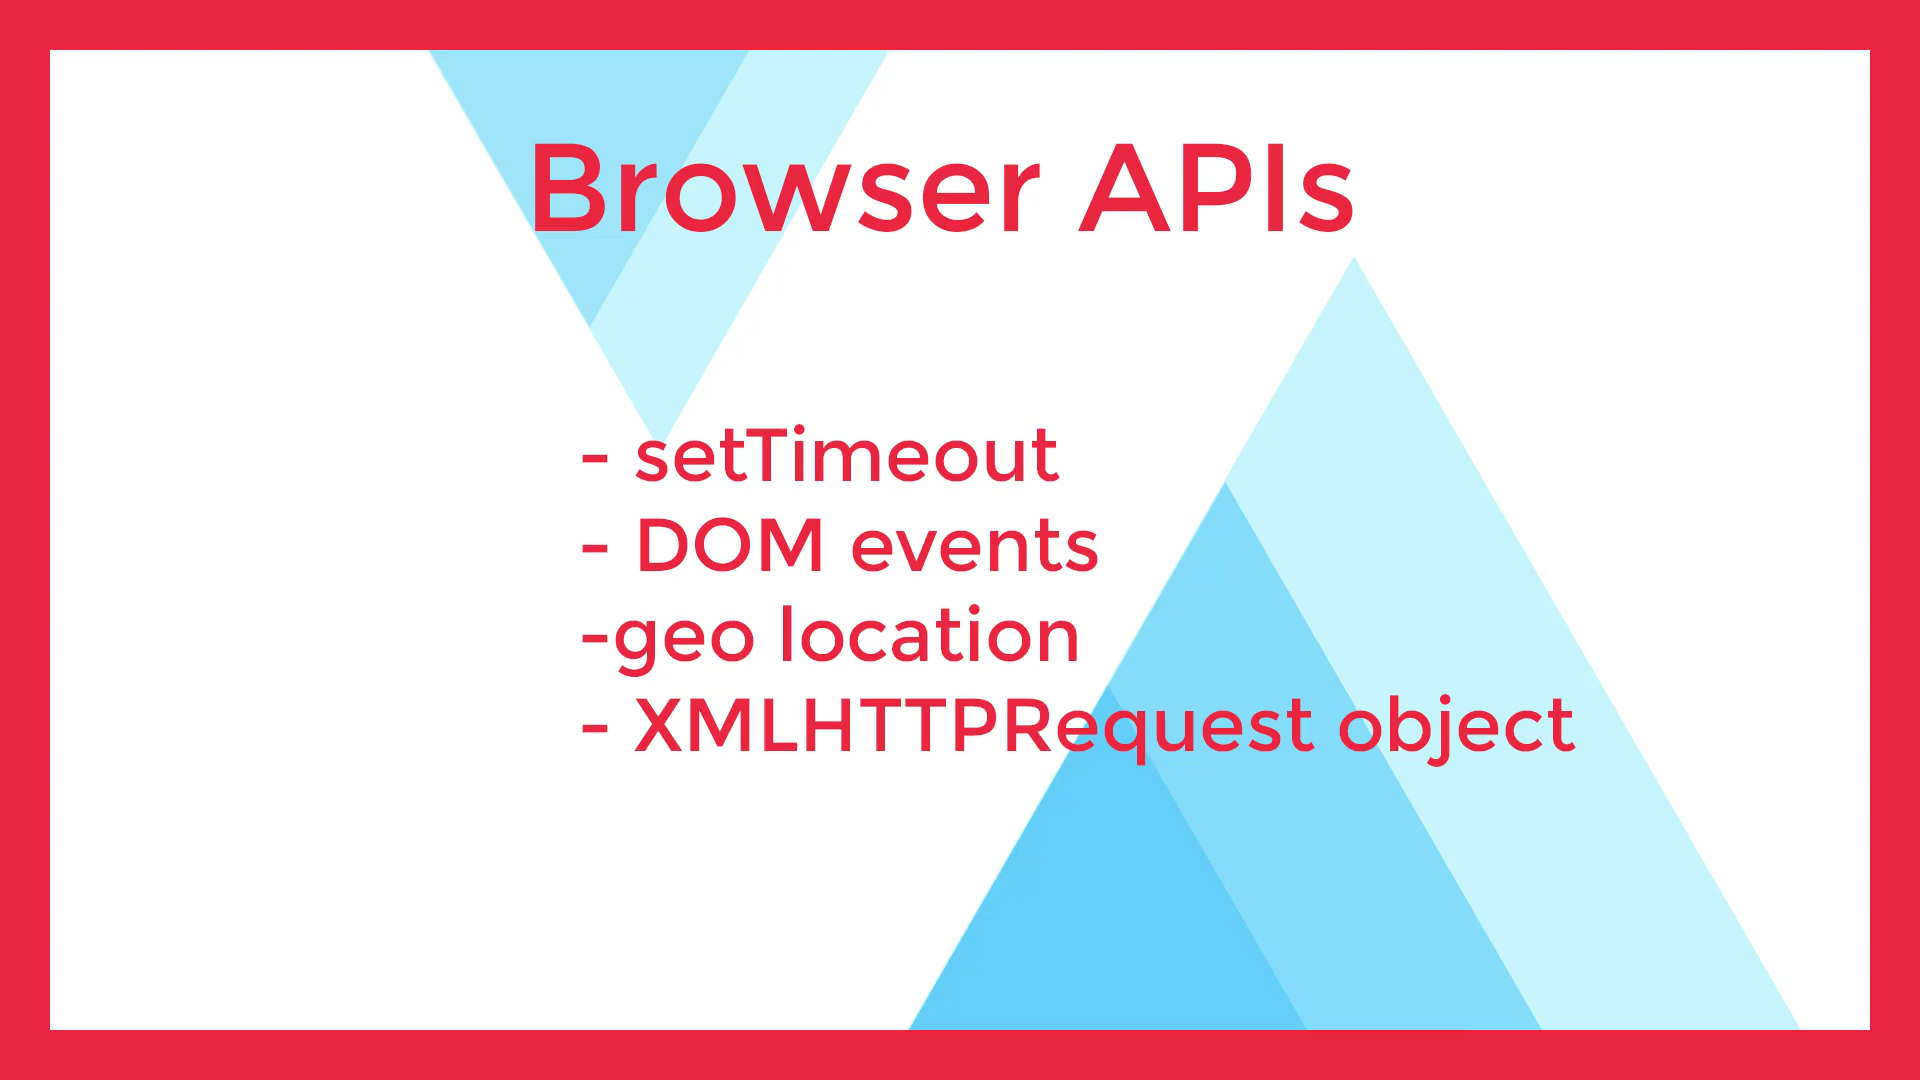 Browser APIs
- setTimeout
- DOM events
-geo location
- XMLHTTPRequest object